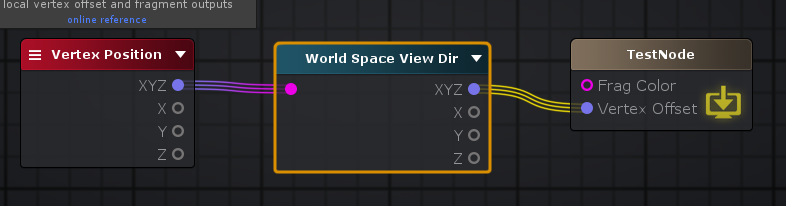 local vertex offset and fragment outputs
online reference
Vertex Position
XYZ
X
Y
Z
World Space View Dir
XYZ
X
Y
Z
TestNode
Frag Color
Vertex Offset